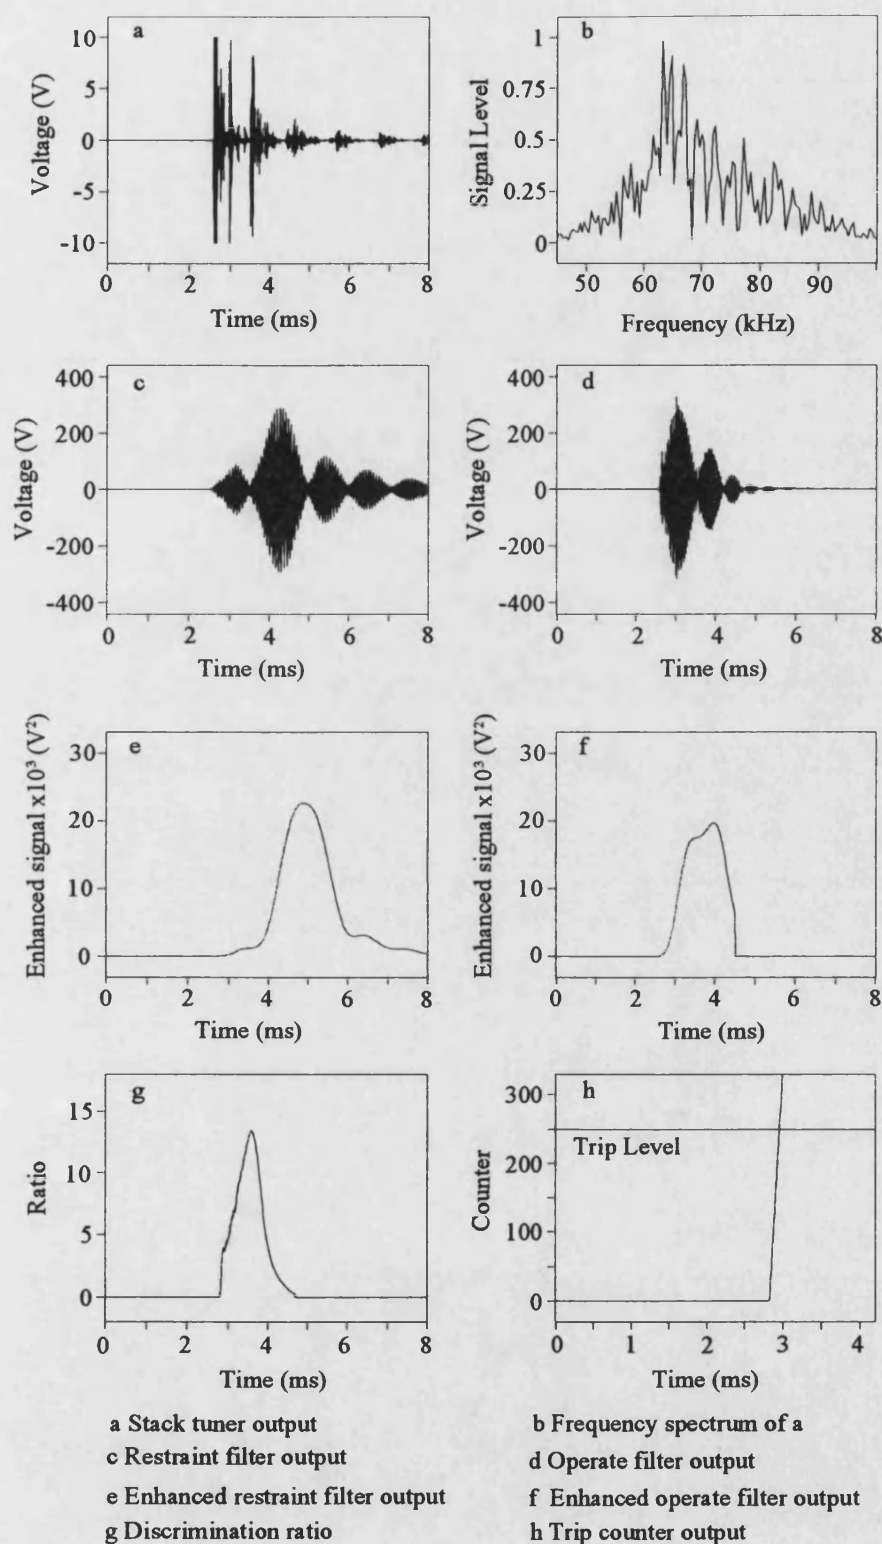 a
10
5
0
-5
-10
Voltage (V)
0 2 4 6 8
Time (ms)
b
1
0.75
0.5
0.25
0
Signal Level
50 60 70 80 90
Frequency (kHz)
c
400
200
0
-200
-400
Voltage (V)
0 2 4 6 8
Time (ms)
d
400
200
0
-200
-400
Voltage (V)
0 2 4 6 8
Time (ms)
e
30
20
10
0
Enhanced signal x10³ (V²)
0 2 4 6 8
Time (ms)
f
30
20
10
0
Enhanced signal x10³ (V²)
0 2 4 6 8
Time (ms)
g
15
10
5
0
Ratio
0 2 4 6 8
Time (ms)
h
300
200
100
0
Trip Level
Counter
0 1 2 3 4
Time (ms)
a Stack tuner output
b Frequency spectrum of a
c Restraint filter output
d Operate filter output
e Enhanced restraint filter output
f Enhanced operate filter output
g Discrimination ratio
h Trip counter output